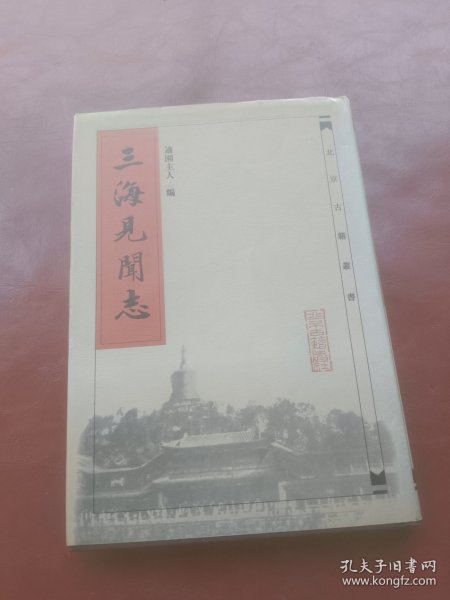 三海見聞志
適園主人 編
北京古籍叢書
孔夫子旧书网
www.kongfz.com